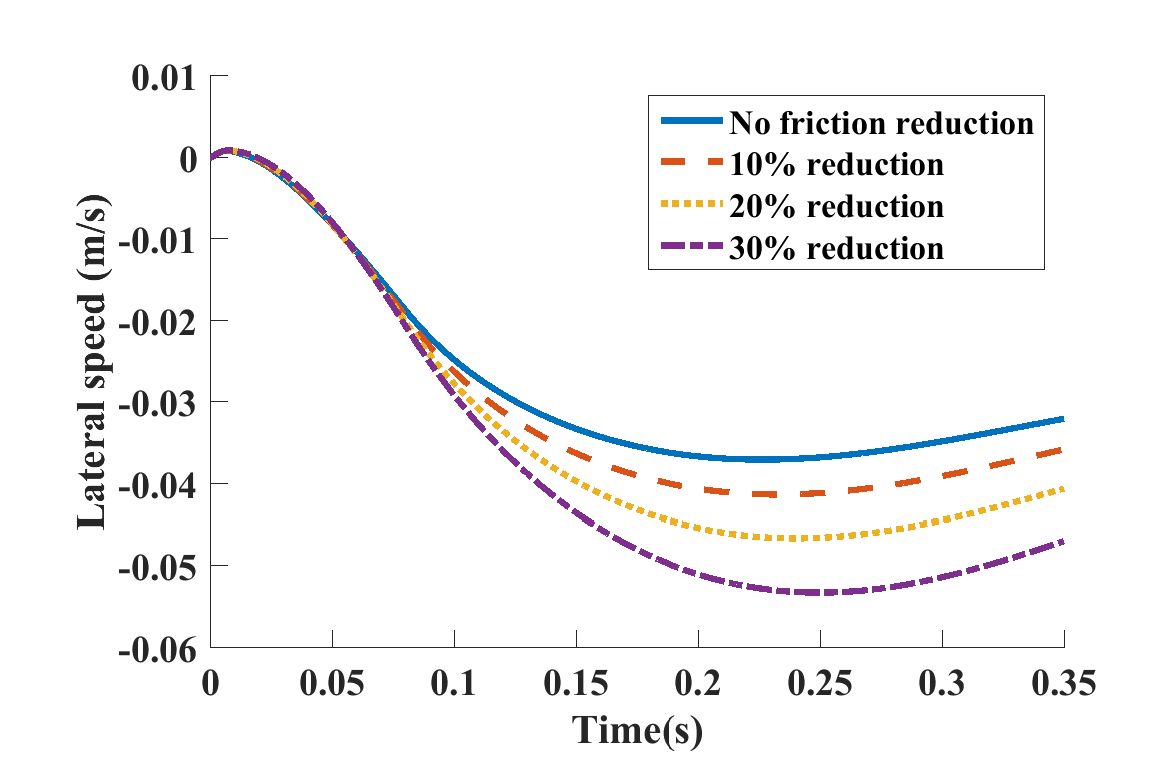 0.01
0
-0.01
-0.02
-0.03
-0.04
-0.05
-0.06
Lateral speed (m/s)
No friction reduction
10% reduction
20% reduction
30% reduction
0 0.05 0.1 0.15 0.2 0.25 0.3 0.35
Time(s)